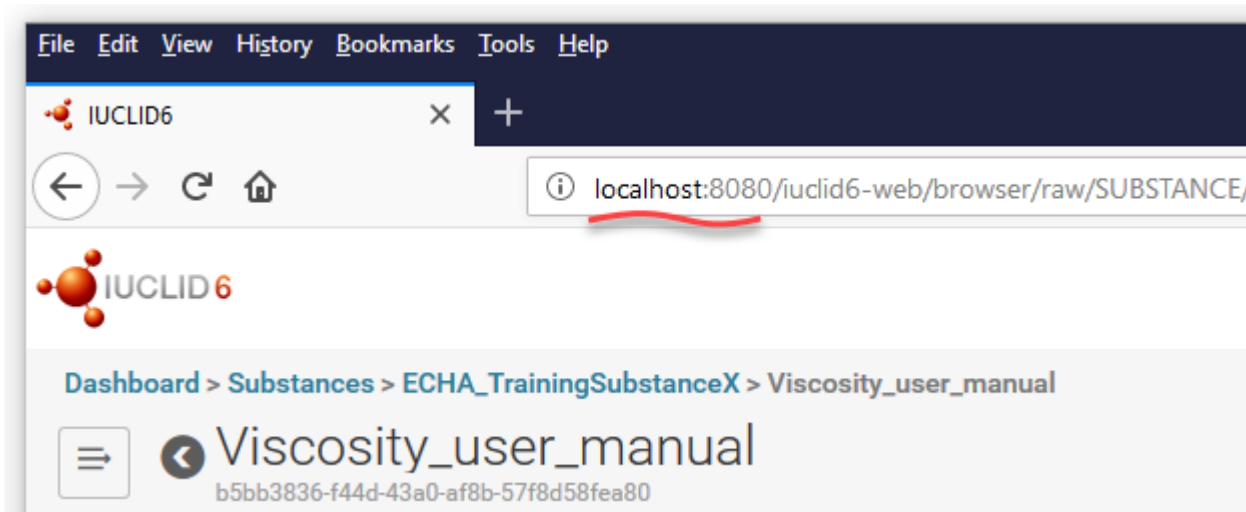 File Edit View History Bookmarks Tools Help
IUCLID6
localhost:8080/iuclid6-web/browser/raw/SUBSTANCE/
IUCLID 6
Dashboard > Substances > ECHA_TrainingSubstanceX > Viscosity_user_manual
Viscosity_user_manual
b5bb3836-f44d-43a0-af8b-57f8d58fea80